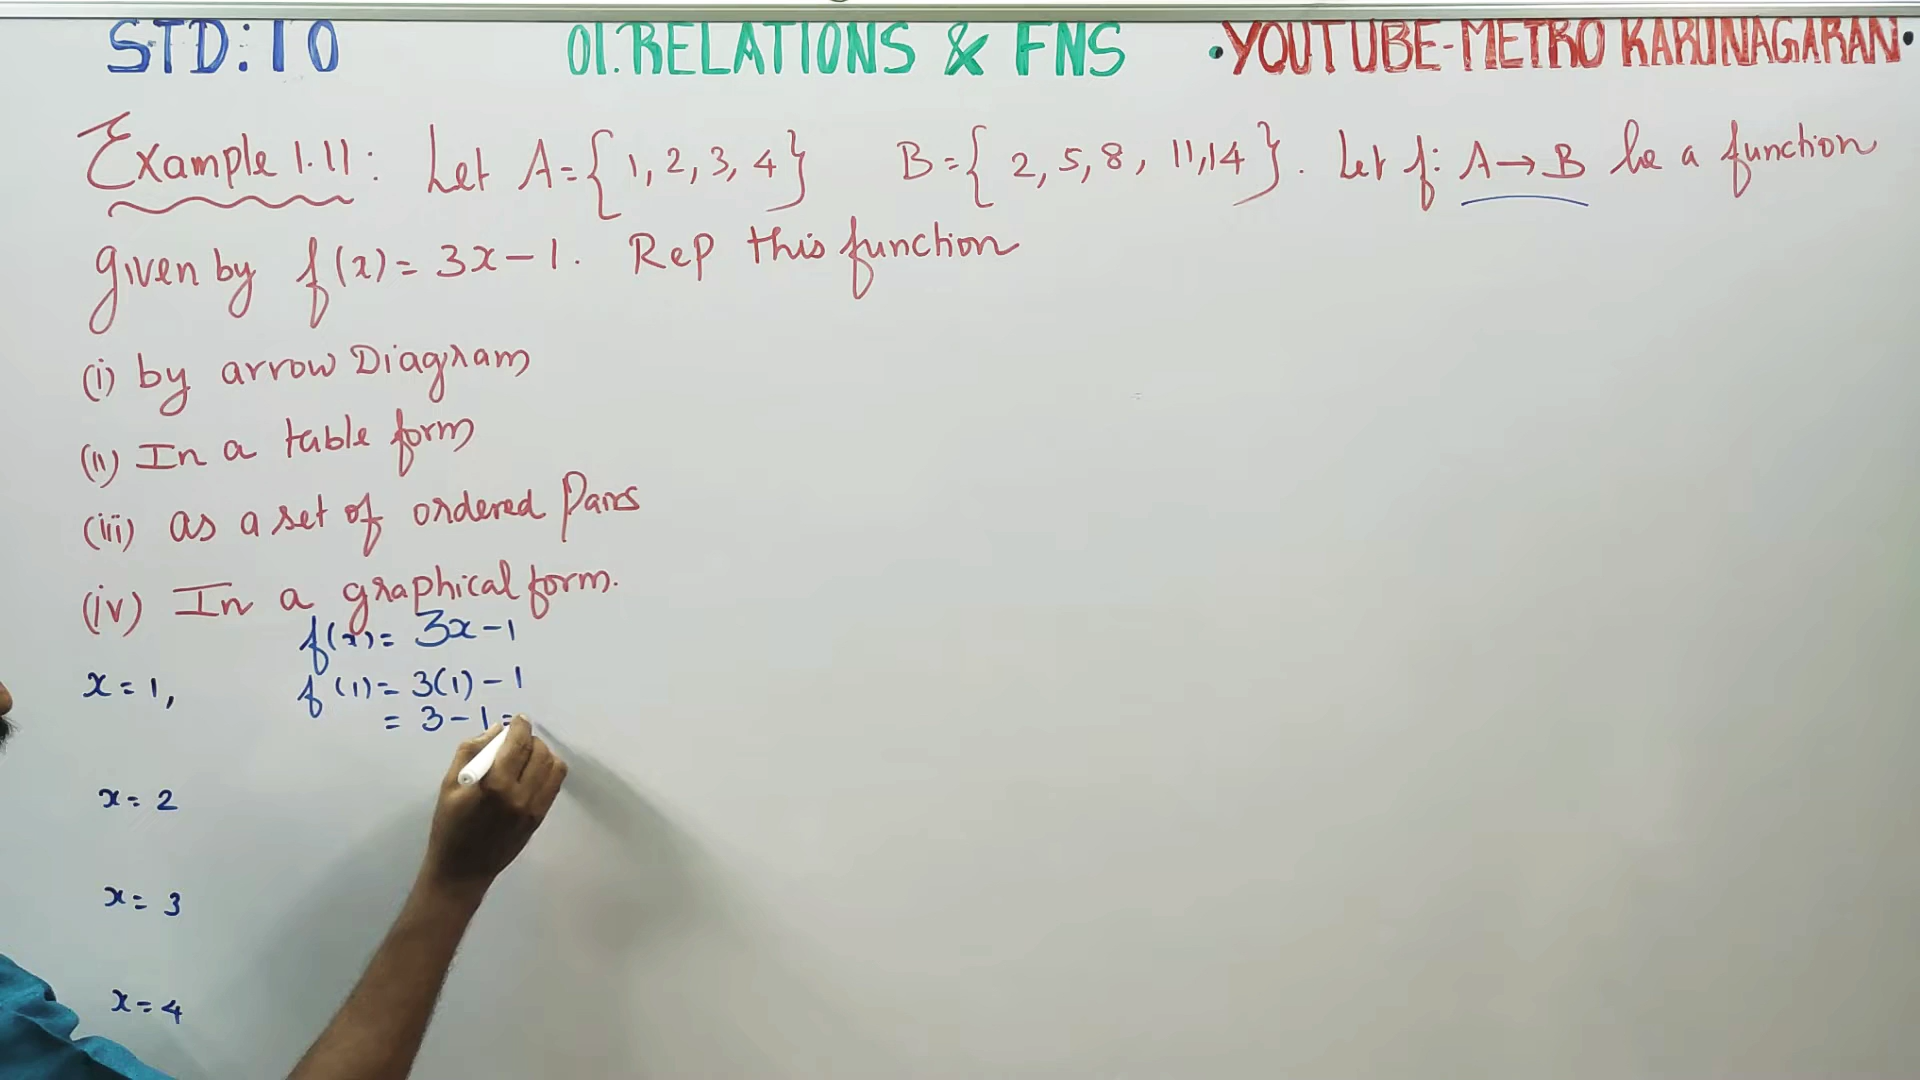 STD:10 01.RELATIONS & FNS •YOUTUBE-METRO KARUNAGARAN•
Example 1.11: Let A={1,2,3,4} B={2,5,8,11,14}. Let f: A→B be a function
given by f(x)=3x-1. Rep this function
(i) by arrow Diagram
(ii) In a table form
(iii) as a set of ordered Pairs
(iv) In a graphical form.
f(x)= 3x-1
x=1, f(1)= 3(1)-1
= 3-1=
x=2
x=3
x=4